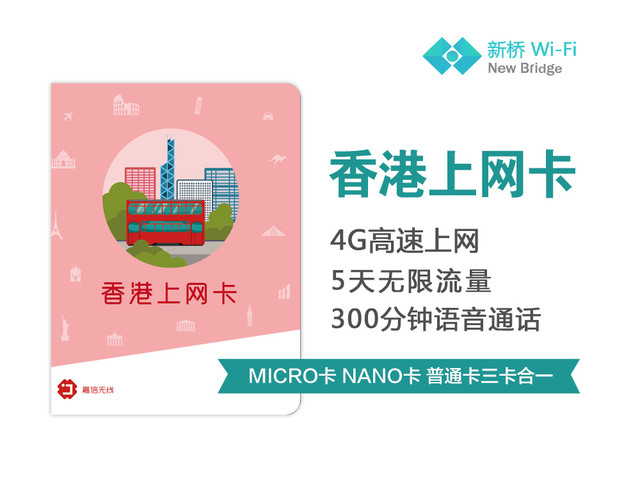 新桥 Wi-Fi
New Bridge
香港上网卡
4G高速上网
5天无限流量
300分钟语音通话
MICRO卡 NANO卡 普通卡三卡合一
香港上网卡
嘉信无线